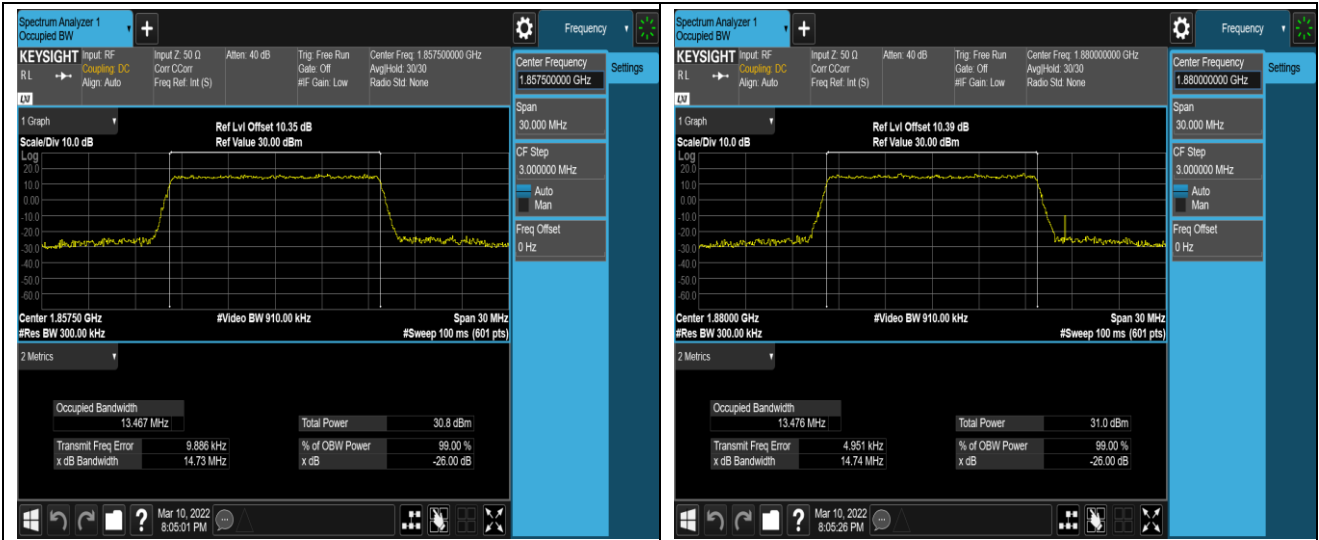 Spectrum Analyzer 1
Occupied BW
+
Frequency
KEYSIGHT Input: RF
Coupling: DC
Align: Auto
RL
LXI
Input Z: 50 Ω
Corr CCorr
Freq Ref: Int (S)
Atten: 40 dB
Trig: Free Run
Gate: Off
#IF Gain: Low
Center Freq: 1.857500000 GHz
Avg|Hold: 30/30
Radio Std: None
Center Frequency
1.857500000 GHz
Settings
Span
30.000 MHz
CF Step
3.000000 MHz
Auto
Man
Freq Offset
0 Hz
1 Graph
Scale/Div 10.0 dB
Ref Lvl Offset 10.35 dB
Ref Value 30.00 dBm
Log
20.0
10.0
0.00
-10.0
-20.0
-30.0
-40.0
-50.0
-60.0
Center 1.85750 GHz
#Video BW 910.00 kHz
Span 30 MHz
#Res BW 300.00 kHz
#Sweep 100 ms (601 pts)
2 Metrics
Occupied Bandwidth
13.467 MHz
Total Power 30.8 dBm
Transmit Freq Error 9.886 kHz
% of OBW Power 99.00 %
x dB Bandwidth 14.73 MHz
x dB -26.00 dB
?
Mar 10, 2022
8:05:01 PM
Spectrum Analyzer 1
Occupied BW
+
Frequency
KEYSIGHT Input: RF
Coupling: DC
Align: Auto
RL
LXI
Input Z: 50 Ω
Corr CCorr
Freq Ref: Int (S)
Atten: 40 dB
Trig: Free Run
Gate: Off
#IF Gain: Low
Center Freq: 1.880000000 GHz
Avg|Hold: 30/30
Radio Std: None
Center Frequency
1.880000000 GHz
Settings
Span
30.000 MHz
CF Step
3.000000 MHz
Auto
Man
Freq Offset
0 Hz
1 Graph
Scale/Div 10.0 dB
Ref Lvl Offset 10.39 dB
Ref Value 30.00 dBm
Log
20.0
10.0
0.00
-10.0
-20.0
-30.0
-40.0
-50.0
-60.0
Center 1.88000 GHz
#Video BW 910.00 kHz
Span 30 MHz
#Res BW 300.00 kHz
#Sweep 100 ms (601 pts)
2 Metrics
Occupied Bandwidth
13.476 MHz
Total Power 31.0 dBm
Transmit Freq Error 4.951 kHz
% of OBW Power 99.00 %
x dB Bandwidth 14.74 MHz
x dB -26.00 dB
?
Mar 10, 2022
8:05:26 PM